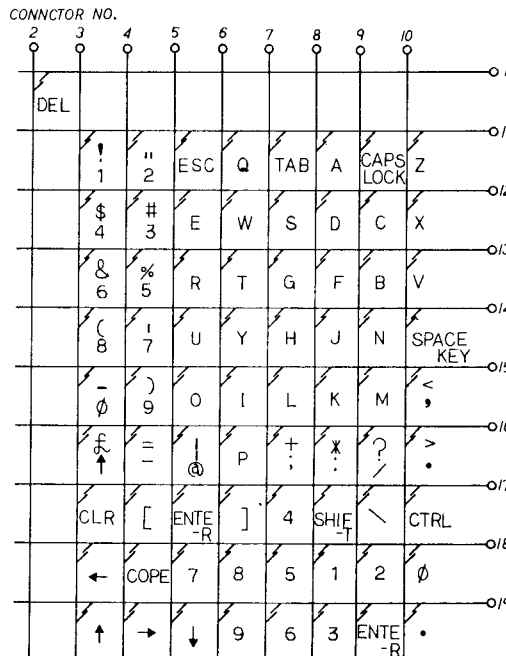 CONNCTOR NO.
2 3 4 5 6 7 8 9 10
DEL
! " ESC Q TAB A CAPS LOCK Z
1 2
$ # E W S D C X
4 3
& % R T G F B V
6 5
( ' U Y H J N SPACE KEY
8 7
- ) O I L K M <
Ø 9 ,
£ = | P + * ? >
↑ - @ ; : / .
CLR [ ENTE-R ] 4 SHIF-T \ CTRL
← COPE 7 8 5 1 2 Ø
↑ → ↓ 9 6 3 ENTE-R .